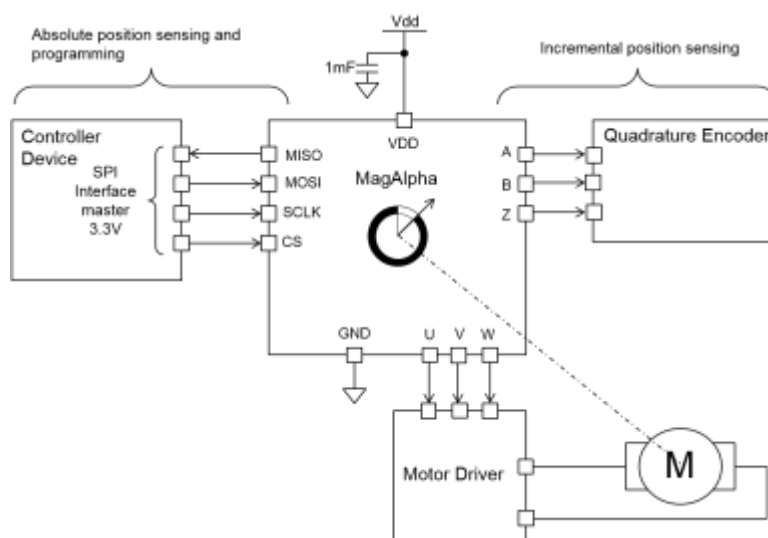 Absolute position sensing and
programming
Vdd
1mF
Incremental position sensing
Controller
Device
SPI
Interface
master
3.3V
MISO
MOSI
SCLK
CS
VDD
MagAlpha
A
B
Z
Quadrature Encoder
GND
U
V
W
Motor Driver
M